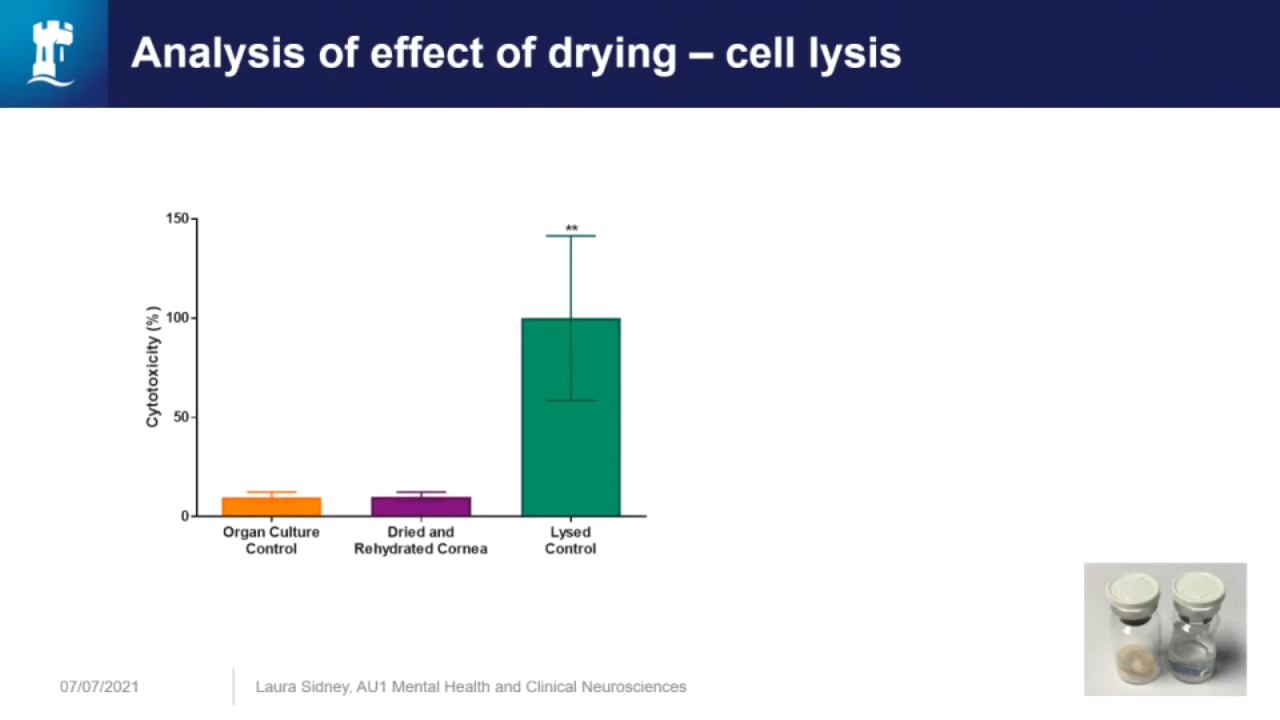 Analysis of effect of drying – cell lysis
150
100
50
0
Cytotoxicity (%)
**
Organ Culture
Control
Dried and
Rehydrated Cornea
Lysed
Control
07/07/2021
Laura Sidney, AU1 Mental Health and Clinical Neurosciences